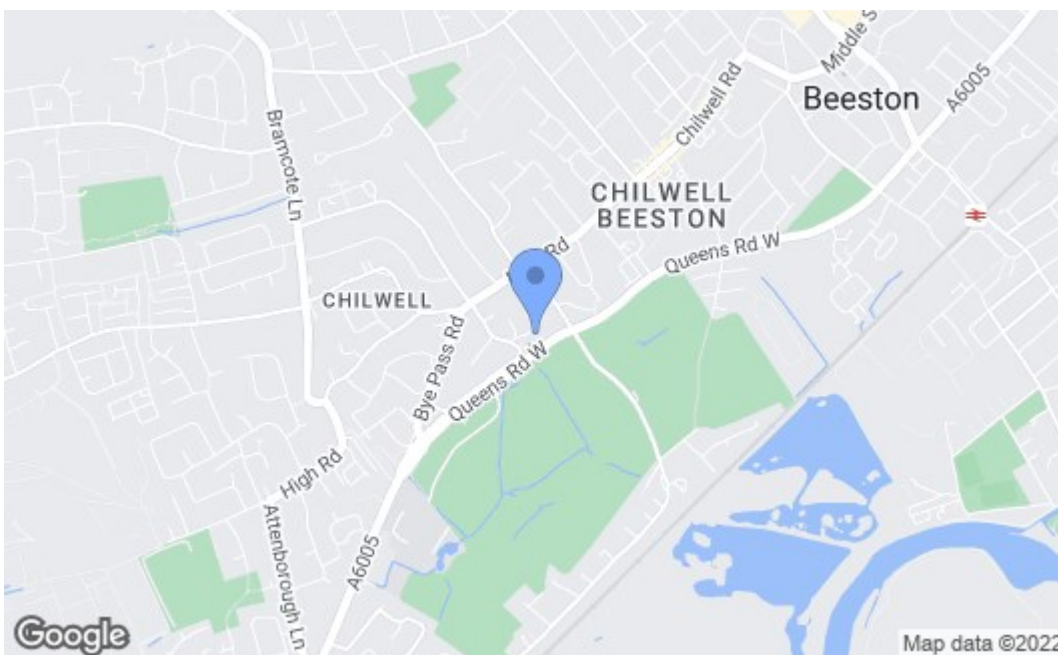 Middle S
Beeston
A6005
Chilwell Rd
Bramcote Ln
CHILWELL
BEESTON
Rd
Queens Rd W
CHILWELL
Bye Pass Rd
Queens Rd W
High Rd
Attenborough Ln
A6005
Google
Map data ©2022